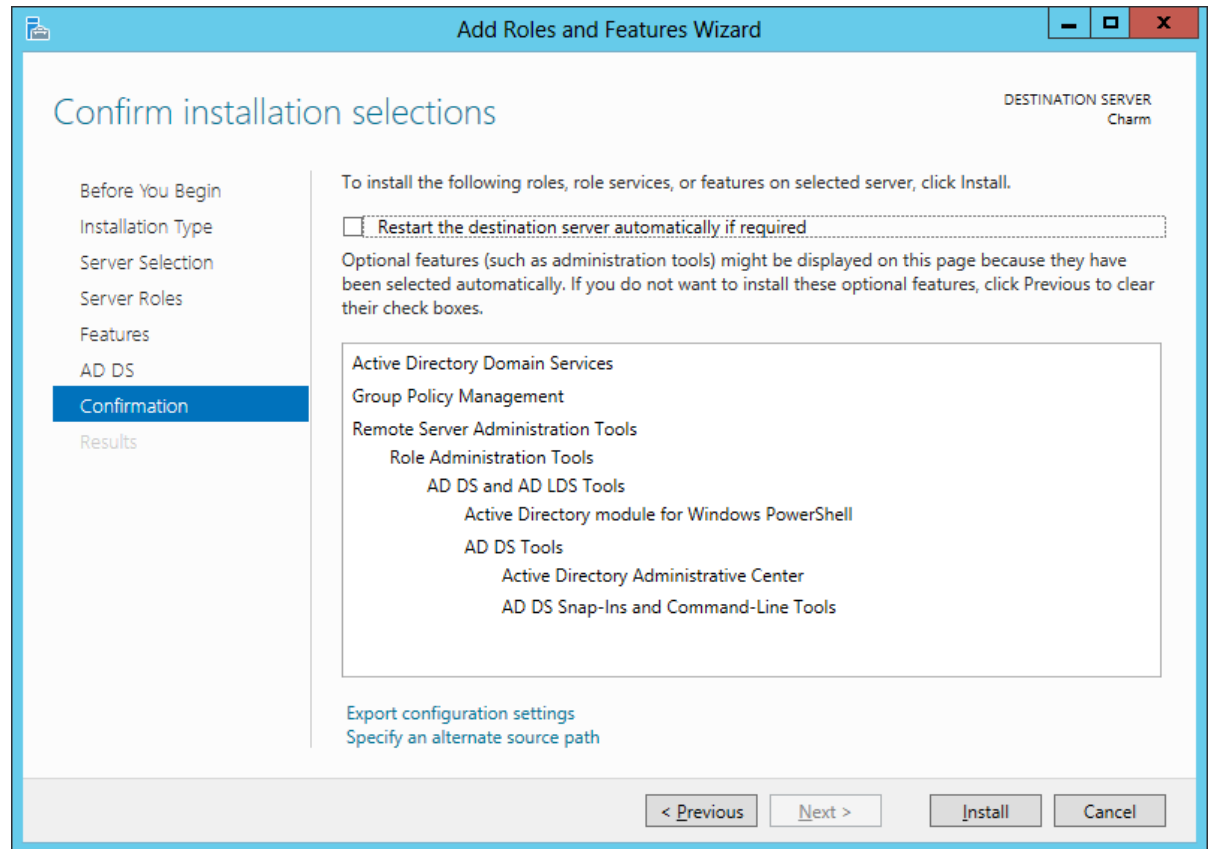 Add Roles and Features Wizard
Confirm installation selections
DESTINATION SERVER
Charm
Before You Begin
Installation Type
Server Selection
Server Roles
Features
AD DS
Confirmation
Results
To install the following roles, role services, or features on selected server, click Install.
Restart the destination server automatically if required
Optional features (such as administration tools) might be displayed on this page because they have
been selected automatically. If you do not want to install these optional features, click Previous to clear
their check boxes.
Active Directory Domain Services
Group Policy Management
Remote Server Administration Tools
Role Administration Tools
AD DS and AD LDS Tools
Active Directory module for Windows PowerShell
AD DS Tools
Active Directory Administrative Center
AD DS Snap-Ins and Command-Line Tools
Export configuration settings
Specify an alternate source path
< Previous
Next >
Install
Cancel